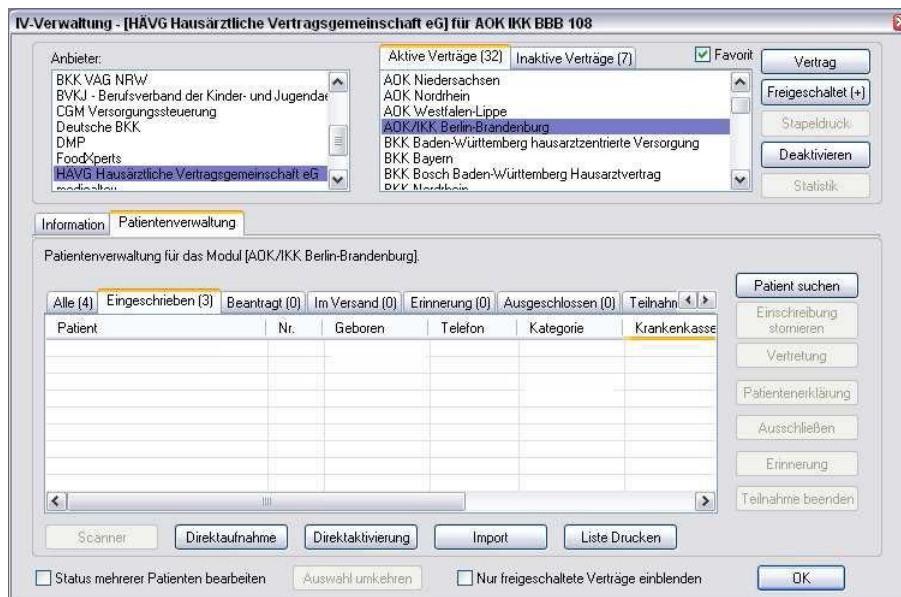 IV-Verwaltung - [HÄVG Hausärztliche Vertragsgemeinschaft eG] für AOK IKK BBB 108
Anbieter:
BKK VAG NRW
BVKJ - Berufsverband der Kinder- und Jugendae
CGM Versorgungssteuerung
Deutsche BKK
DMP
FoodXperts
HÄVG Hausärztliche Vertragsgemeinschaft eG
Aktive Verträge (32)
Inaktive Verträge (7)
Favorit
AOK Niedersachsen
AOK Nordrhein
AOK Westfalen-Lippe
AOK/IKK Berlin-Brandenburg
BKK Baden-Württemberg hausarztzentrierte Versorgung
BKK Bayern
BKK Bosch Baden-Württemberg Hausarztvertrag
BKK Nordrhein
Vertrag
Freigeschaltet (+)
Stapeldruck
Deaktivieren
Statistik
Information
Patientenverwaltung
Patientenverwaltung für das Modul [AOK/IKK Berlin-Brandenburg].
Alle (4)
Eingeschrieben (3)
Beantragt (0)
Im Versand (0)
Erinnerung (0)
Ausgeschlossen (0)
Teilnahm
Patient
Nr.
Geboren
Telefon
Kategorie
Krankenkasse
Patient suchen
Einschreibung
stornieren
Vertretung
Patientenerklärung
Ausschließen
Erinnerung
Teilnahme beenden
Scanner
Direktaufnahme
Direktaktivierung
Import
Liste Drucken
Status mehrerer Patienten bearbeiten
Auswahl umkehren
Nur freigeschaltete Verträge einblenden
OK